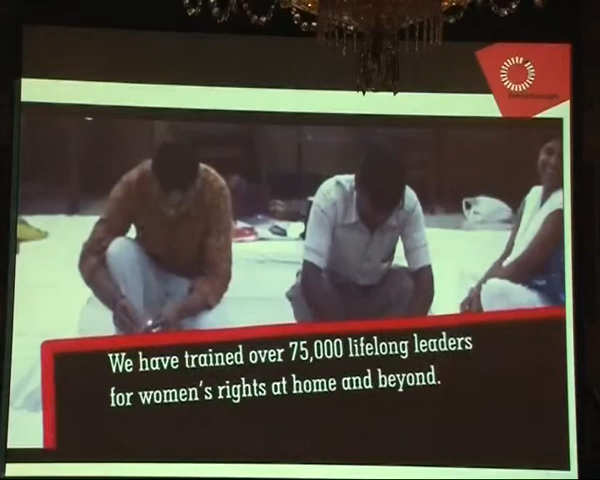 We have trained over 75,000 lifelong leaders
for women's rights at home and beyond.